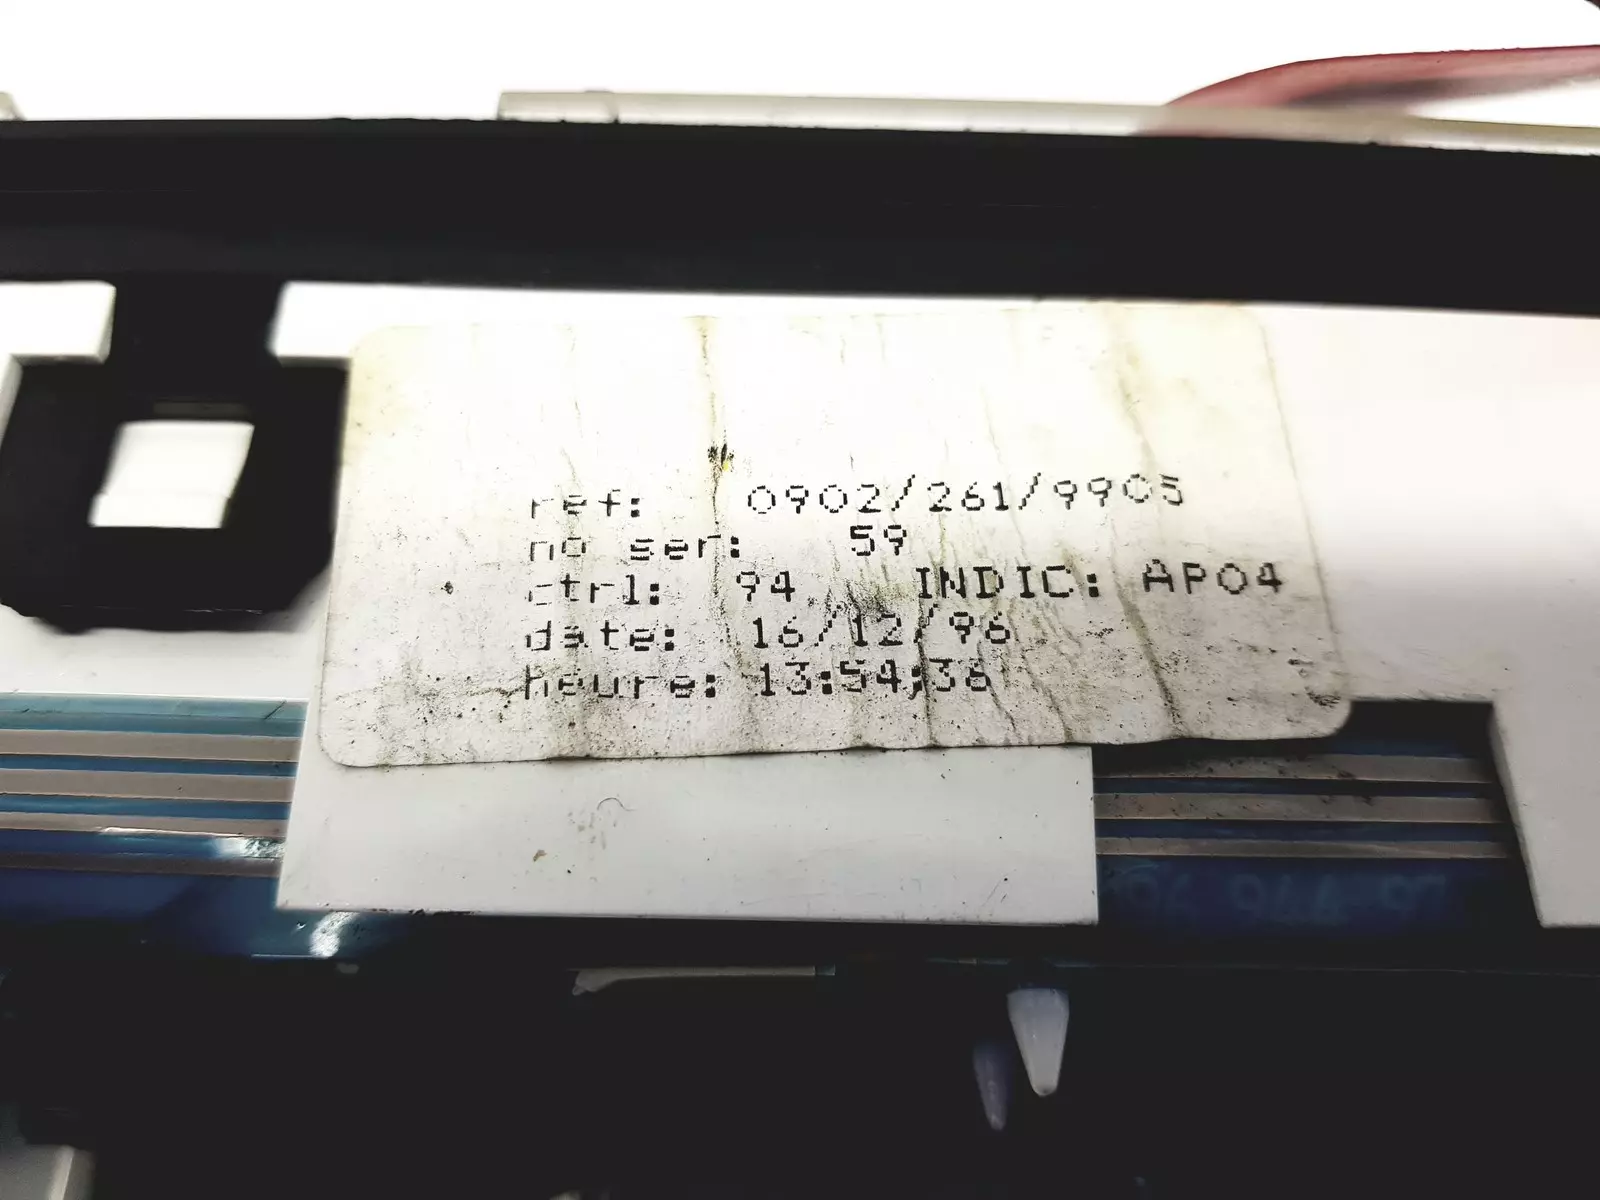 ref: 0902/261/9905
no ser: 59
ctrl: 94 INDIC: AP04
date: 16/12/96
heure: 13:54:36